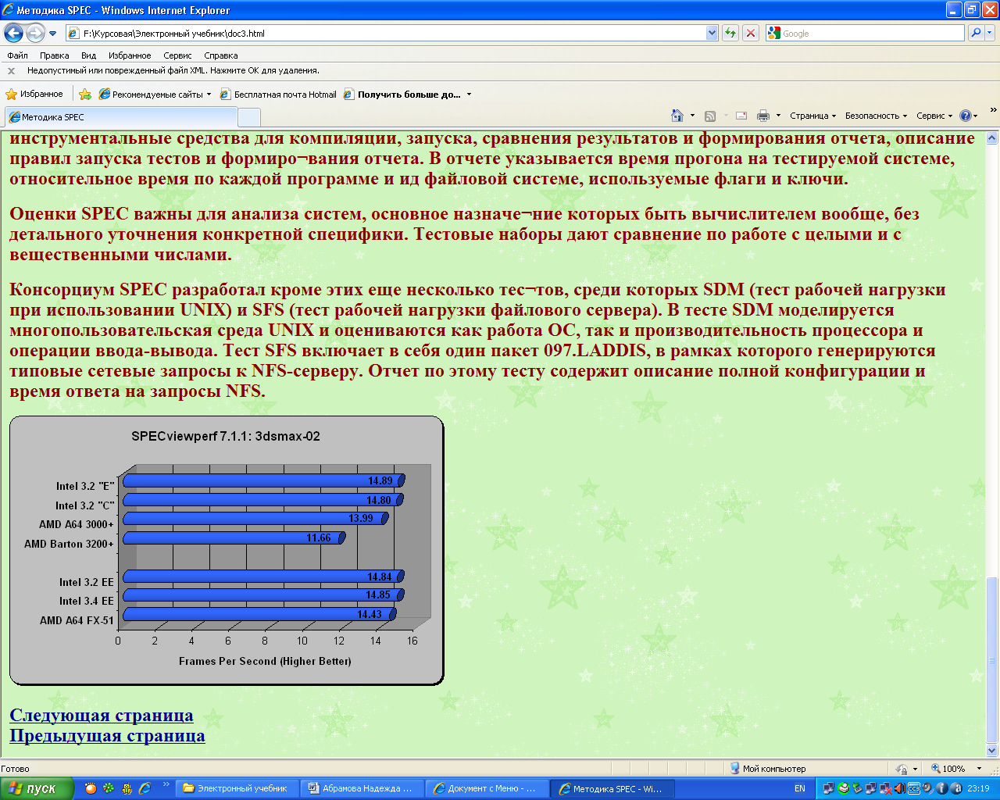 Методика SPEC - Windows Internet Explorer
F:\Курсовая\Электронный учебник\doc3.html
Google
Файл Правка Вид Избранное Сервис Справка
Недопустимый или поврежденный файл XML. Нажмите ОК для удаления.
Избранное Рекомендуемые сайты Бесплатная почта Hotmail Получить больше до...
Методика SPEC
Страница Безопасность Сервис
инструментальные средства для компиляции, запуска, сравнения результатов и формирования отчета, описание
правил запуска тестов и формиро¬вания отчета. В отчете указывается время прогона на тестируемой системе,
относительное время по каждой программе и ид файловой системе, используемые флаги и ключи.
Оценки SPEC важны для анализа систем, основное назначе¬ние которых быть вычислителем вообще, без
детального уточнения конкретной специфики. Тестовые наборы дают сравнение по работе с целыми и с
вещественными числами.
Консорциум SPEC разработал кроме этих еще несколько тес¬тов, среди которых SDM (тест рабочей нагрузки
при использовании UNIX) и SFS (тест рабочей нагрузки файлового сервера). В тесте SDM моделируется
многопользовательская среда UNIX и оцениваются как работа ОС, так и производительность процессора и
операции ввода-вывода. Тест SFS включает в себя один пакет 097.LADDIS, в рамках которого генерируются
типовые сетевые запросы к NFS-серверу. Отчет по этому тесту содержит описание полной конфигурации и
время ответа на запросы NFS.
SPECviewperf 7.1.1: 3dsmax-02
Intel 3.2 "E" 14.89
Intel 3.2 "C" 14.80
AMD A64 3000+ 13.99
AMD Barton 3200+ 11.66
Intel 3.2 EE 14.84
Intel 3.4 EE 14.85
AMD A64 FX-51 14.43
0 2 4 6 8 10 12 14 16
Frames Per Second (Higher Better)
Следующая страница
Предыдущая страница
Готово Мой компьютер 100%
пуск Электронный учебник Абрамова Надежда ... Документ с Меню - ... Методика SPEC - Wi... EN 23:19